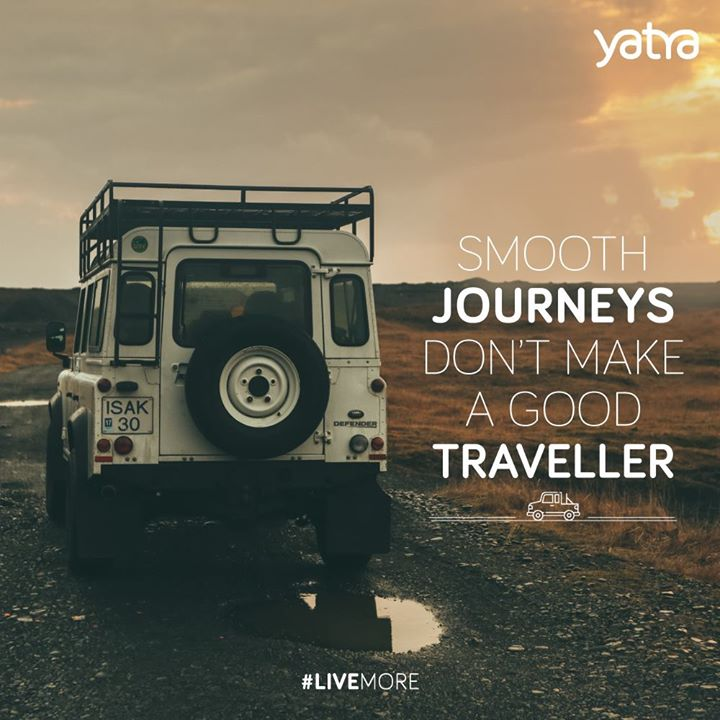 yatra
SMOOTH
JOURNEYS
DON'T MAKE
A GOOD
TRAVELLER
ISAK
30
DEFENDER
#LIVEMORE